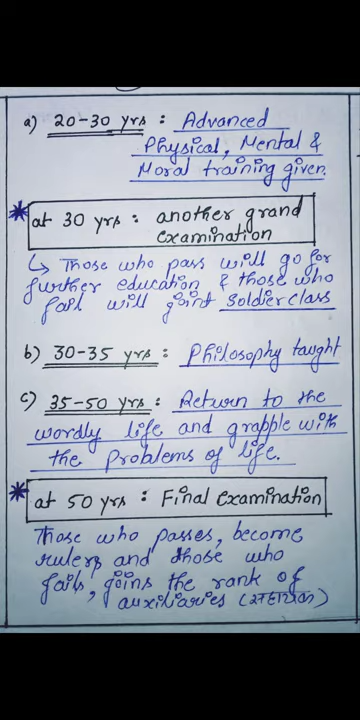 a) 20-30 yrs : Advanced
Physical, Mental &
Moral training given.
* at 30 yrs : another grand
examination
↳ Those who pass will go for
further education & those who
fail will joint Soldier class
b) 30-35 yrs : Philosophy taught
c) 35-50 yrs : Return to the
wordly life and grapple with
the problems of life.
* at 50 yrs : Final examination
Those who passes, become
rulers and those who
fails, joins the rank of
auxiliaries (सहायक)